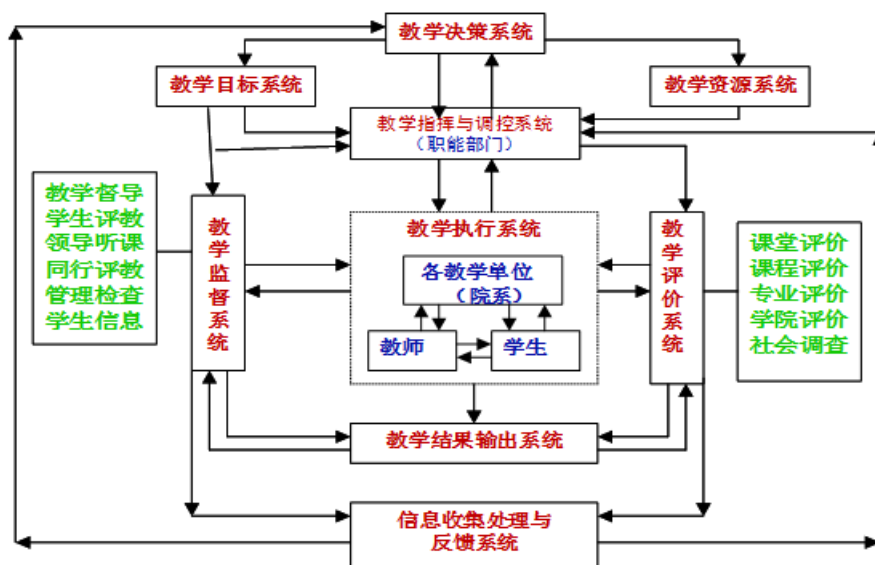 教学决策系统
教学目标系统
教学资源系统
教学指挥与调控系统
（职能部门）
教学督导
学生评教
领导听课
同行评教
管理检查
学生信息
教学监督系统
教学执行系统
各教学单位
（院系）
教师
学生
教学评价系统
课堂评价
课程评价
专业评价
学院评价
社会调查
教学结果输出系统
信息收集处理与
反馈系统